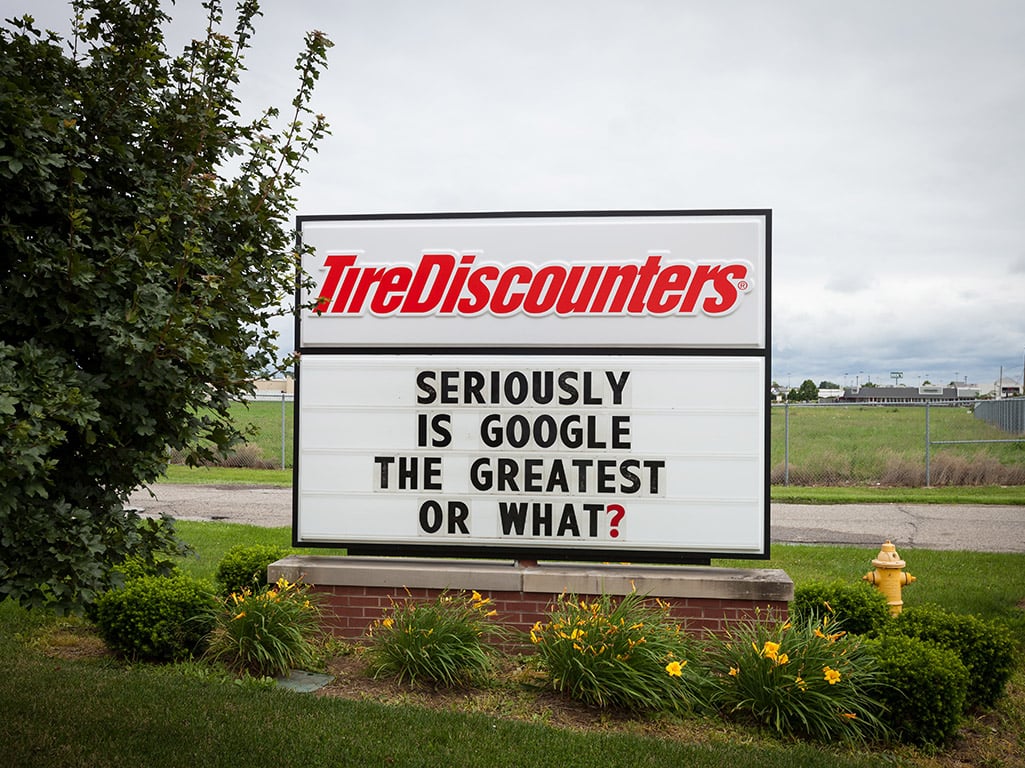 TireDiscounters®
SERIOUSLY
IS GOOGLE
THE GREATEST
OR WHAT?